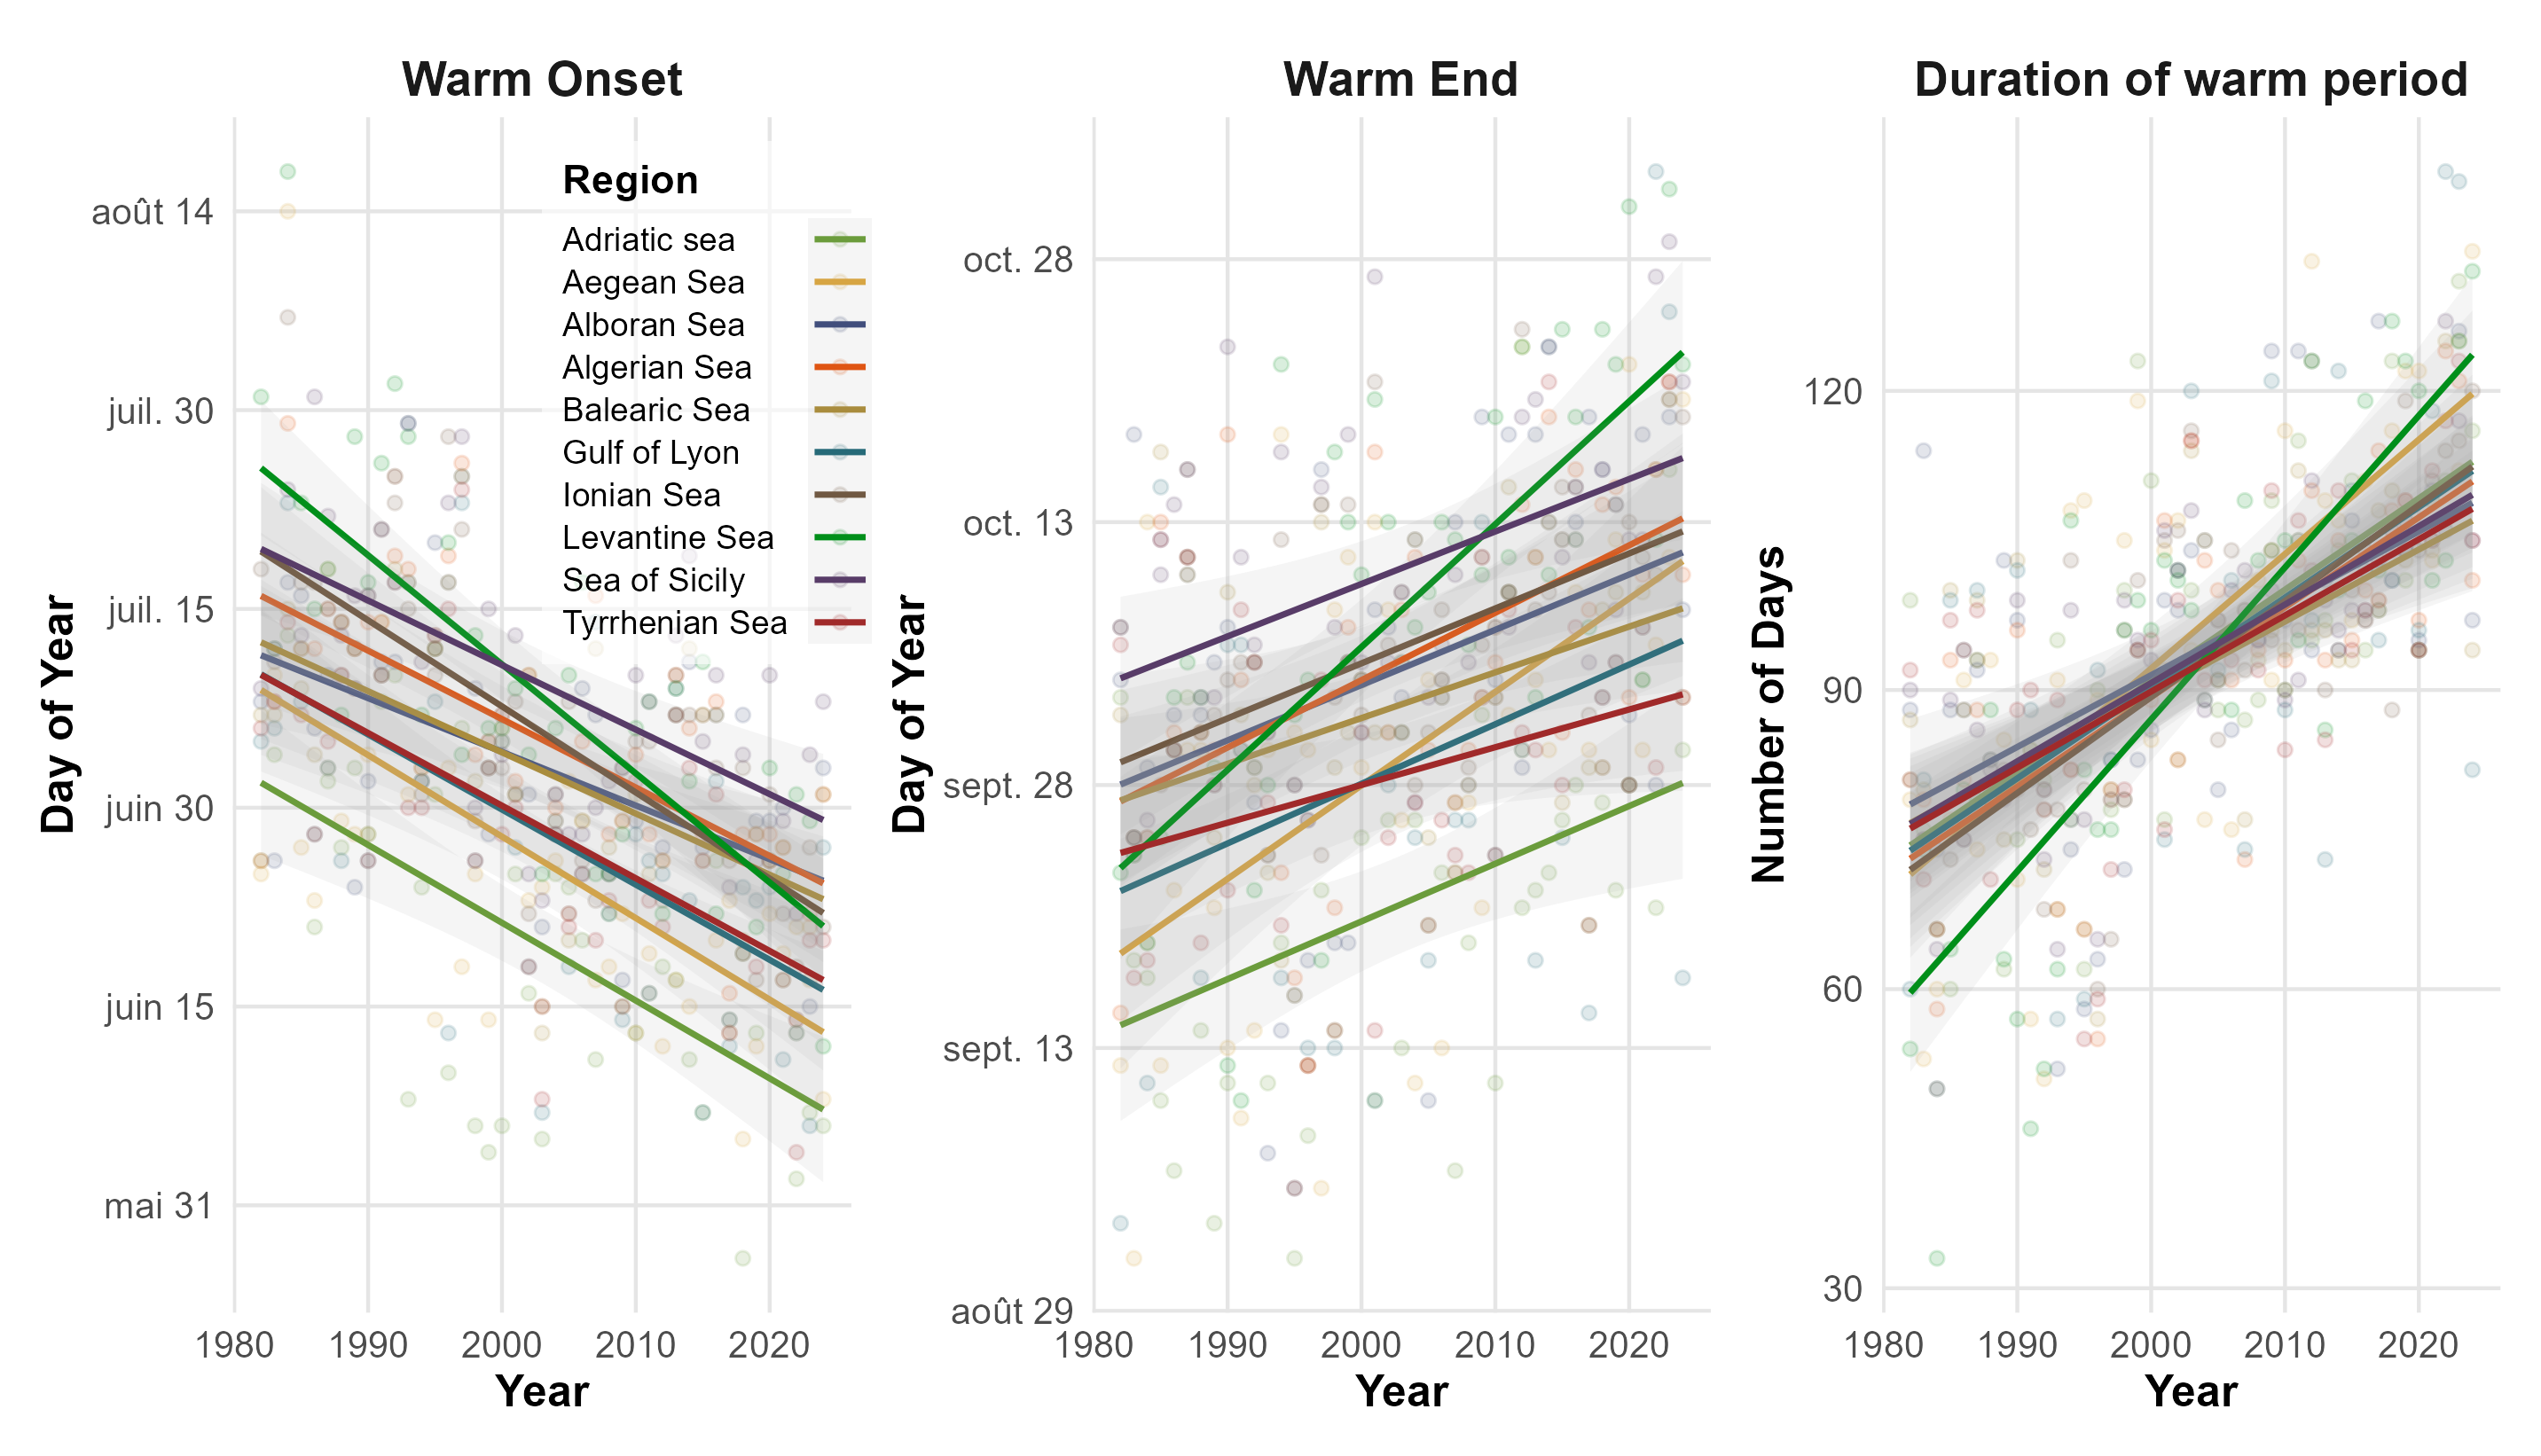 Warm Onset
Warm End
Duration of warm period
Day of Year
août 14
juil. 30
juil. 15
juin 30
juin 15
mai 31
1980 1990 2000 2010 2020
Year
Region
Adriatic sea
Aegean Sea
Alboran Sea
Algerian Sea
Balearic Sea
Gulf of Lyon
Ionian Sea
Levantine Sea
Sea of Sicily
Tyrrhenian Sea
Day of Year
oct. 28
oct. 13
sept. 28
sept. 13
août 29
1980 1990 2000 2010 2020
Year
Number of Days
120
90
60
30
1980 1990 2000 2010 2020
Year